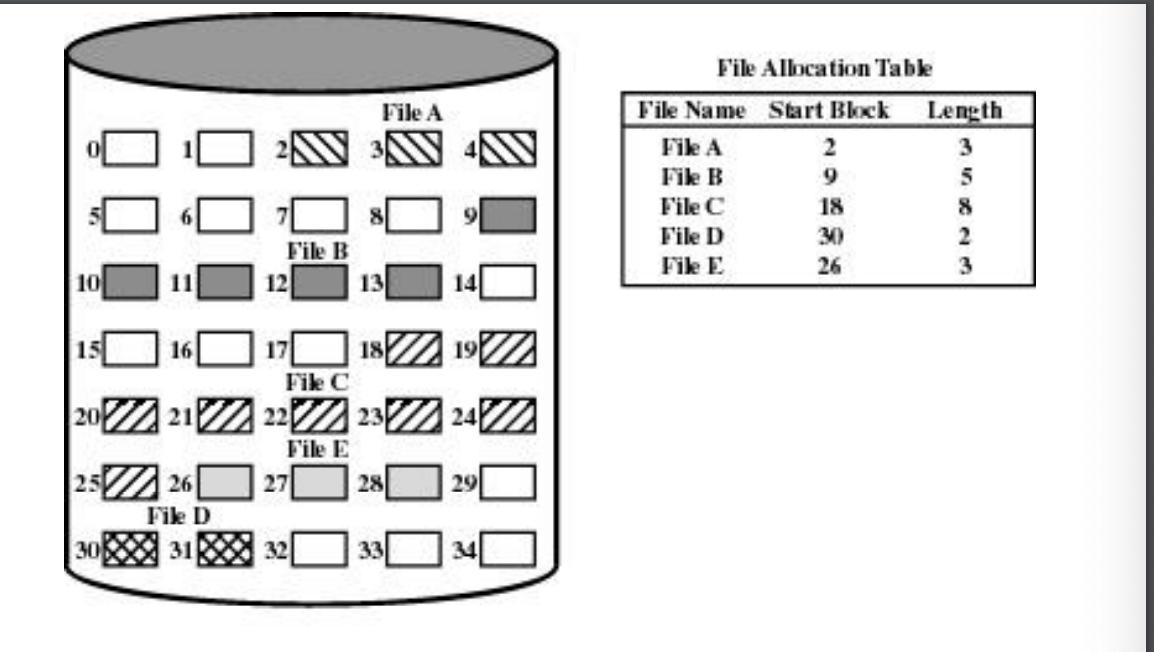 File A
0 1 2 3 4
5 6 7 8 9
File B
10 11 12 13 14
15 16 17 18 19
File C
20 21 22 23 24
File E
25 26 27 28 29
File D
30 31 32 33 34
File Allocation Table
File Name Start Block Length
File A 2 3
File B 9 5
File C 18 8
File D 30 2
File E 26 3